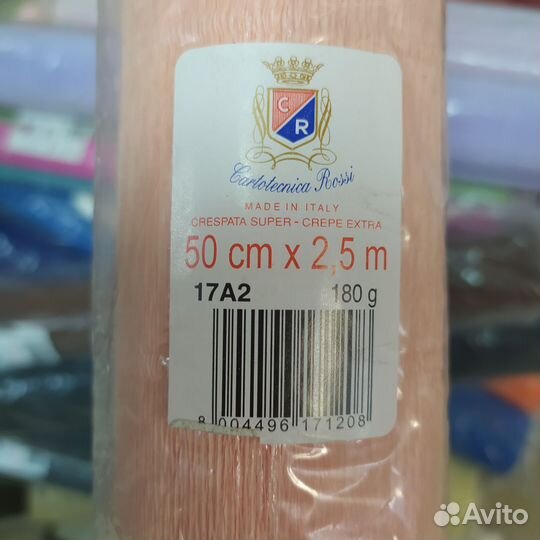 C
R
Cartotecnica Rossi
MADE IN ITALY
CRESPATA SUPER - CREPE EXTRA
50 cm x 2,5 m
17A2 180 g
8 004496 171208
Avito